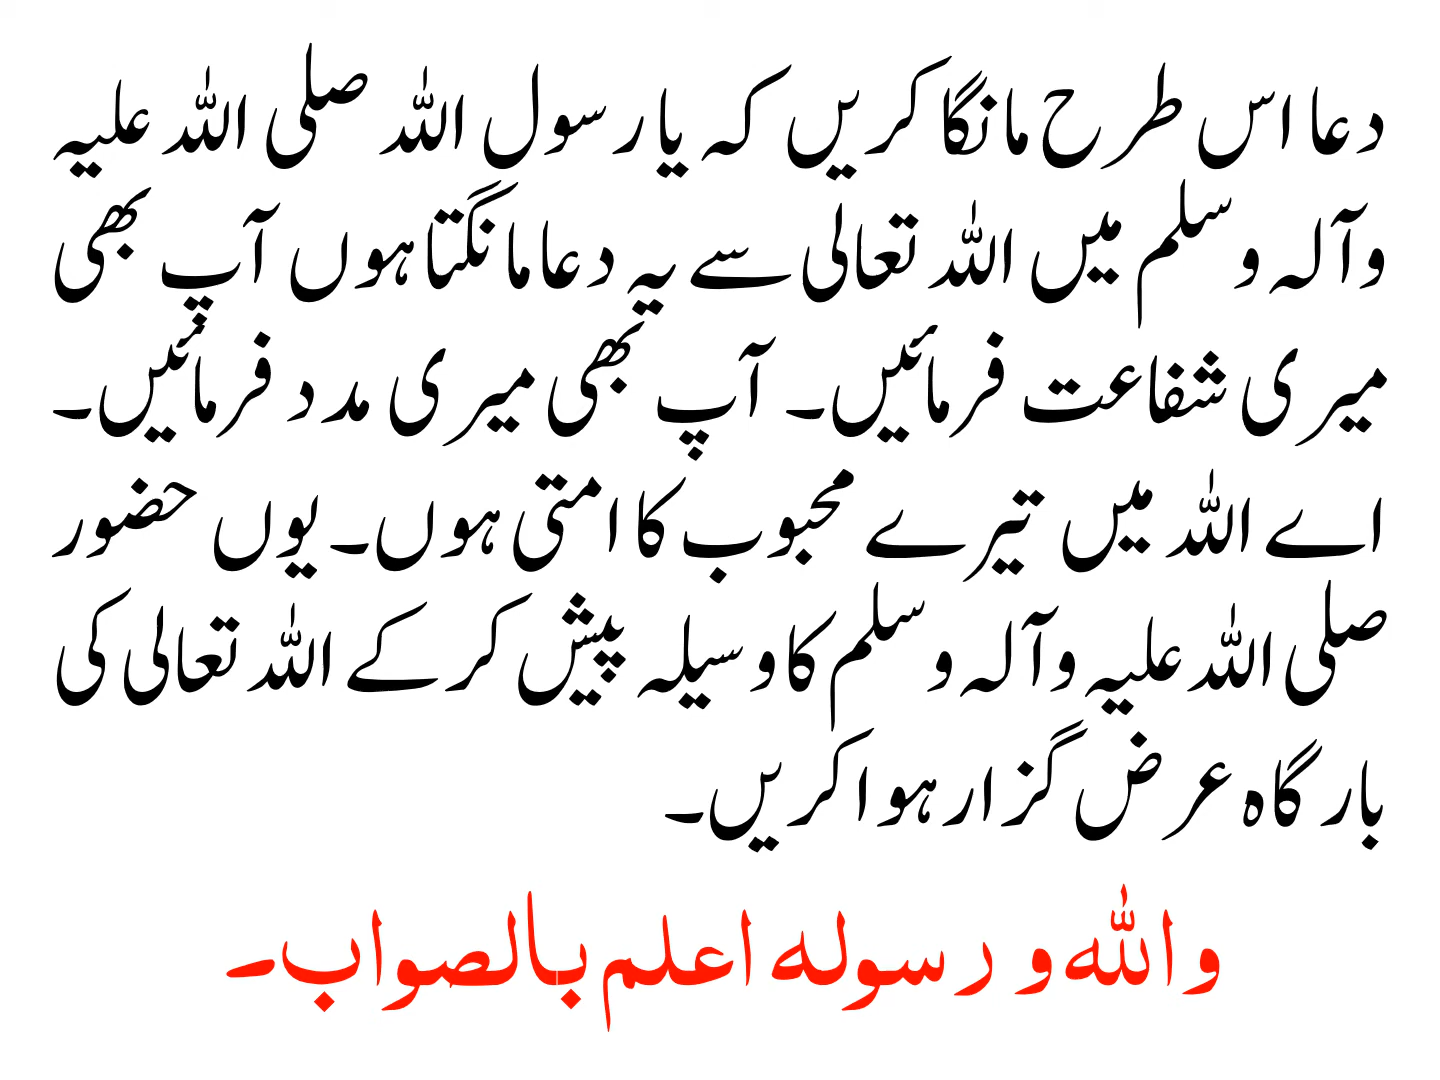 دعا اس طرح مانگا کریں کہ یا رسول اللہ صلی اللہ علیہ
وآلہ وسلم میں اللہ تعالی سے یہ دعا مانگتا ہوں آپ بھی
میری شفاعت فرمائیں۔ آپ بھی میری مدد فرمائیں۔
اے اللہ میں تیرے محبوب کا امتی ہوں۔ یوں حضور
صلی اللہ علیہ وآلہ وسلم کا وسیلہ پیش کر کے اللہ تعالی کی
بارگاہ عرض گزار ہوا کریں۔
واللہ و رسولہ اعلم بالصواب۔